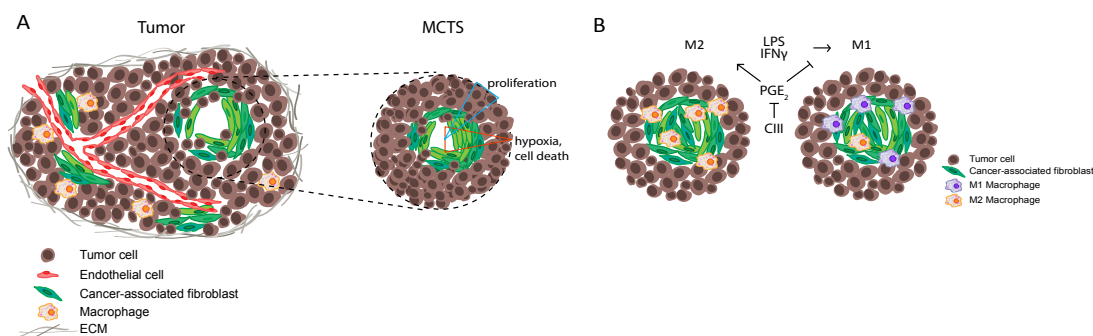 A
Tumor
MCTS
proliferation
hypoxia,
cell death
Tumor cell
Endothelial cell
Cancer-associated fibroblast
Macrophage
ECM
B
M2
LPS
IFNγ
M1
PGE₂
CIII
Tumor cell
Cancer-associated fibroblast
M1 Macrophage
M2 Macrophage